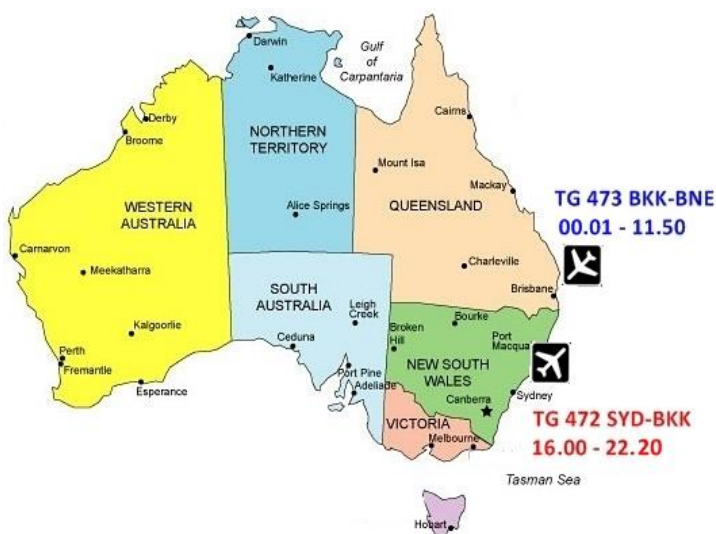 Darwin
Gulf
of
Carpantaria
Katherine
Cairns
Derby
Broome
NORTHERN
TERRITORY
Mount Isa
Mackay
TG 473 BKK-BNE
00.01 - 11.50
WESTERN
AUSTRALIA
Alice Springs
QUEENSLAND
Carnarvon
Meekatharra
Charleville
SOUTH
AUSTRALIA
Brisbane
Leigh
Creek
Kalgoorlie
Ceduna
Broken
Hill
Bourke
Port
Macqua
Perth
Fremantle
Port Pine
Adeliade
NEW SOUTH
WALES
Esperance
Canberra
Sydney
VICTORIA
Melbourne
TG 472 SYD-BKK
16.00 - 22.20
Tasman Sea
Hobart